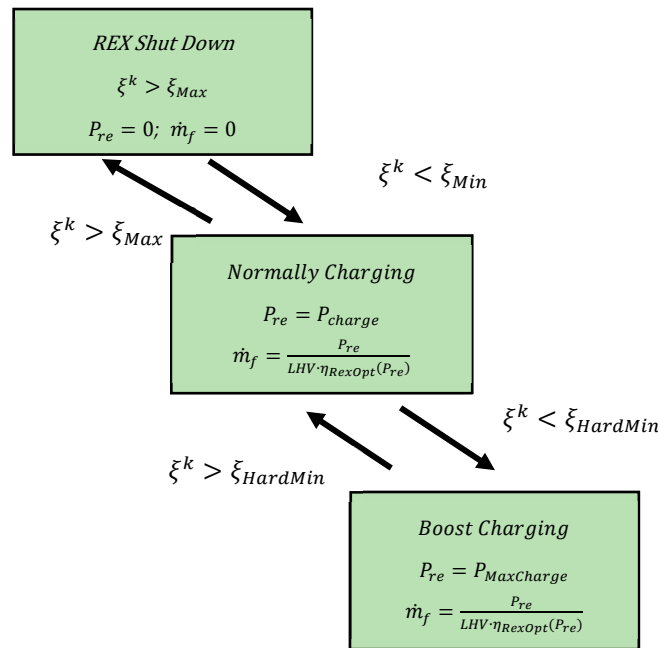 REX Shut Down
ξ^k > ξ_Max
P_re = 0; ṁ_f = 0
ξ^k < ξ_Min
ξ^k > ξ_Max
Normally Charging
P_re = P_charge
ṁ_f = P_re / LHV·η_RexOpt(P_re)
ξ^k < ξ_HardMin
ξ^k > ξ_HardMin
Boost Charging
P_re = P_MaxCharge
ṁ_f = P_re / LHV·η_RexOpt(P_re)